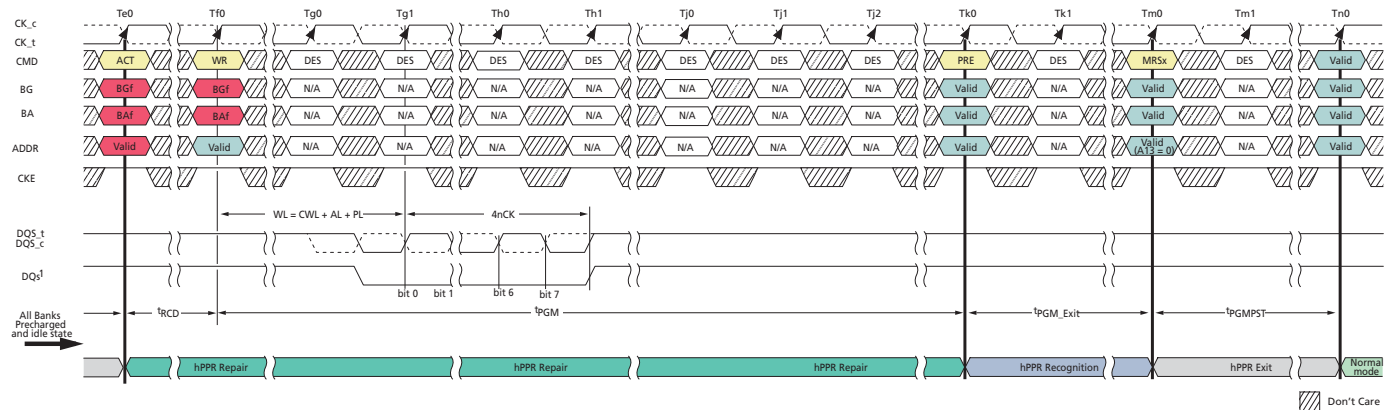 Te0 Tf0 Tg0 Tg1 Th0 Th1 Tj0 Tj1 Tj2 Tk0 Tk1 Tm0 Tm1 Tn0
CK_c
CK_t
CMD ACT WR DES DES DES DES DES DES DES PRE DES MRSx DES Valid
BG BGf BGf N/A N/A N/A N/A N/A N/A N/A Valid N/A Valid N/A Valid
BA BAf BAf N/A N/A N/A N/A N/A N/A N/A Valid N/A Valid N/A Valid
ADDR Valid Valid N/A N/A N/A N/A N/A N/A N/A Valid N/A Valid N/A Valid
(A13 = 0)
CKE
WL = CWL + AL + PL 4nCK
DQS_t
DQS_c
DQs1
bit 0 bit 1 bit 6 bit 7
All Banks
Precharged
and idle state
tRCD tPGM tPGM_Exit tPGMPST
hPPR Repair hPPR Repair hPPR Repair hPPR Recognition hPPR Exit Normal
mode
Don't Care